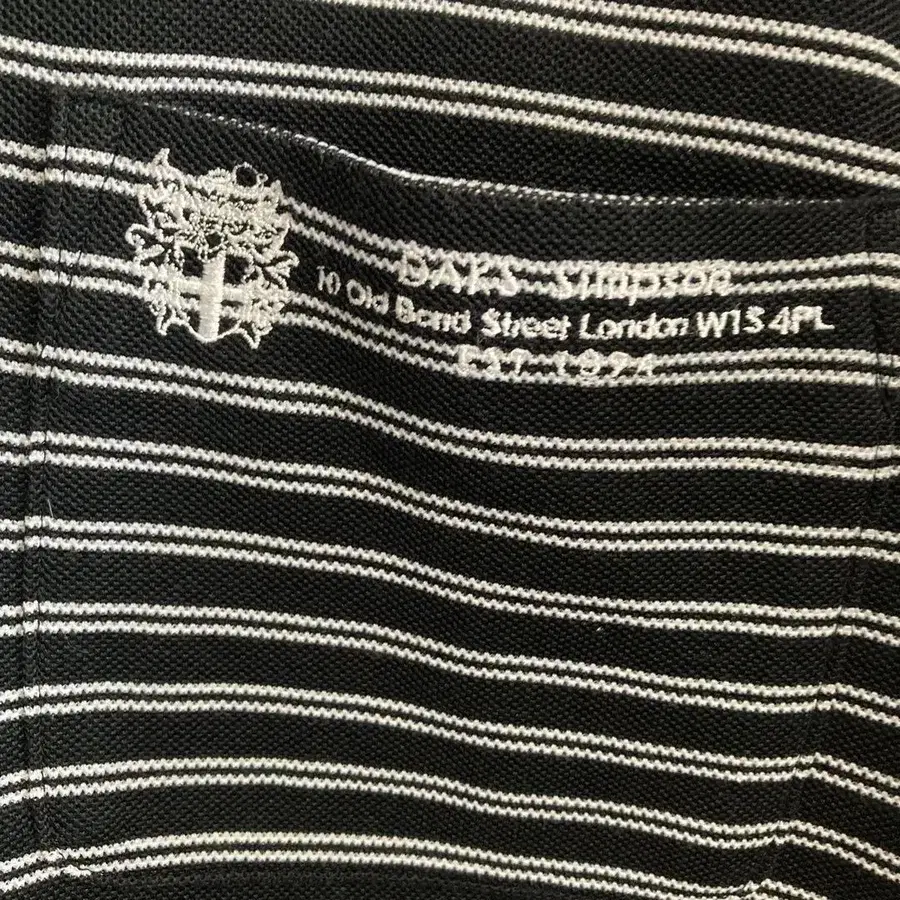 DAKS Simpson
10 Old Bond Street London W1S 4PL
EST 1894